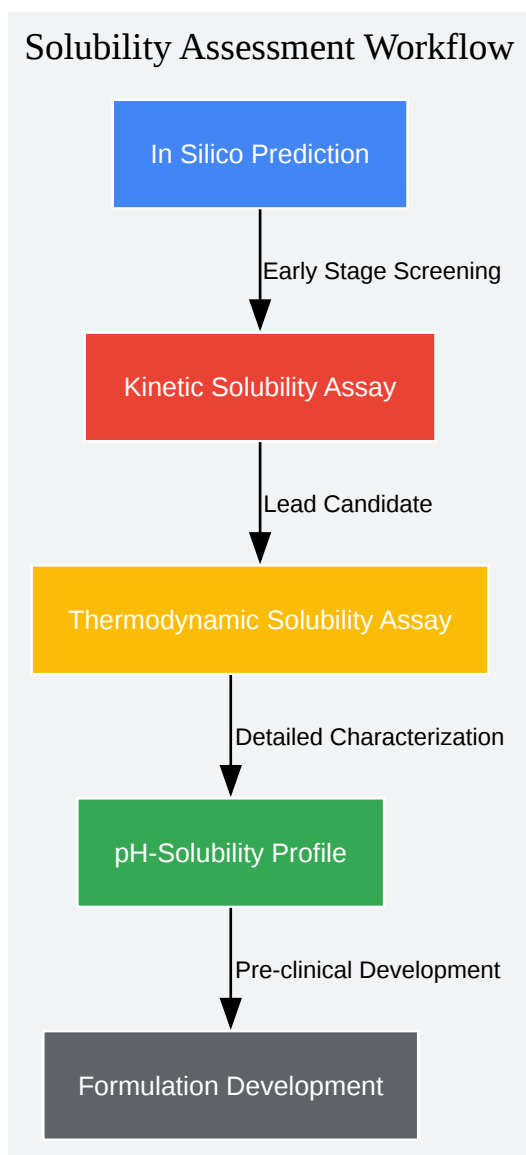 Solubility Assessment Workflow
In Silico Prediction
Early Stage Screening
Kinetic Solubility Assay
Lead Candidate
Thermodynamic Solubility Assay
Detailed Characterization
pH-Solubility Profile
Pre-clinical Development
Formulation Development